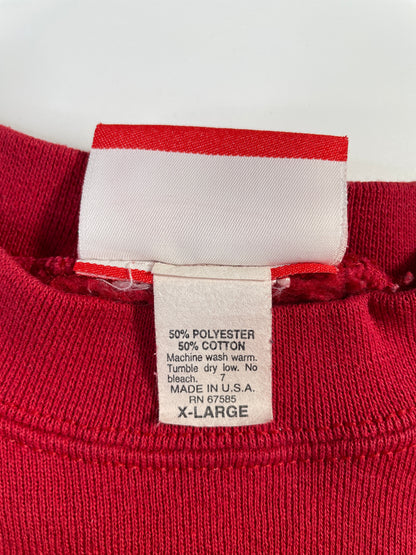 50% POLYESTER
50% COTTON
Machine wash warm.
Tumble dry low. No
bleach. 7
MADE IN U.S.A.
RN 67585
X-LARGE